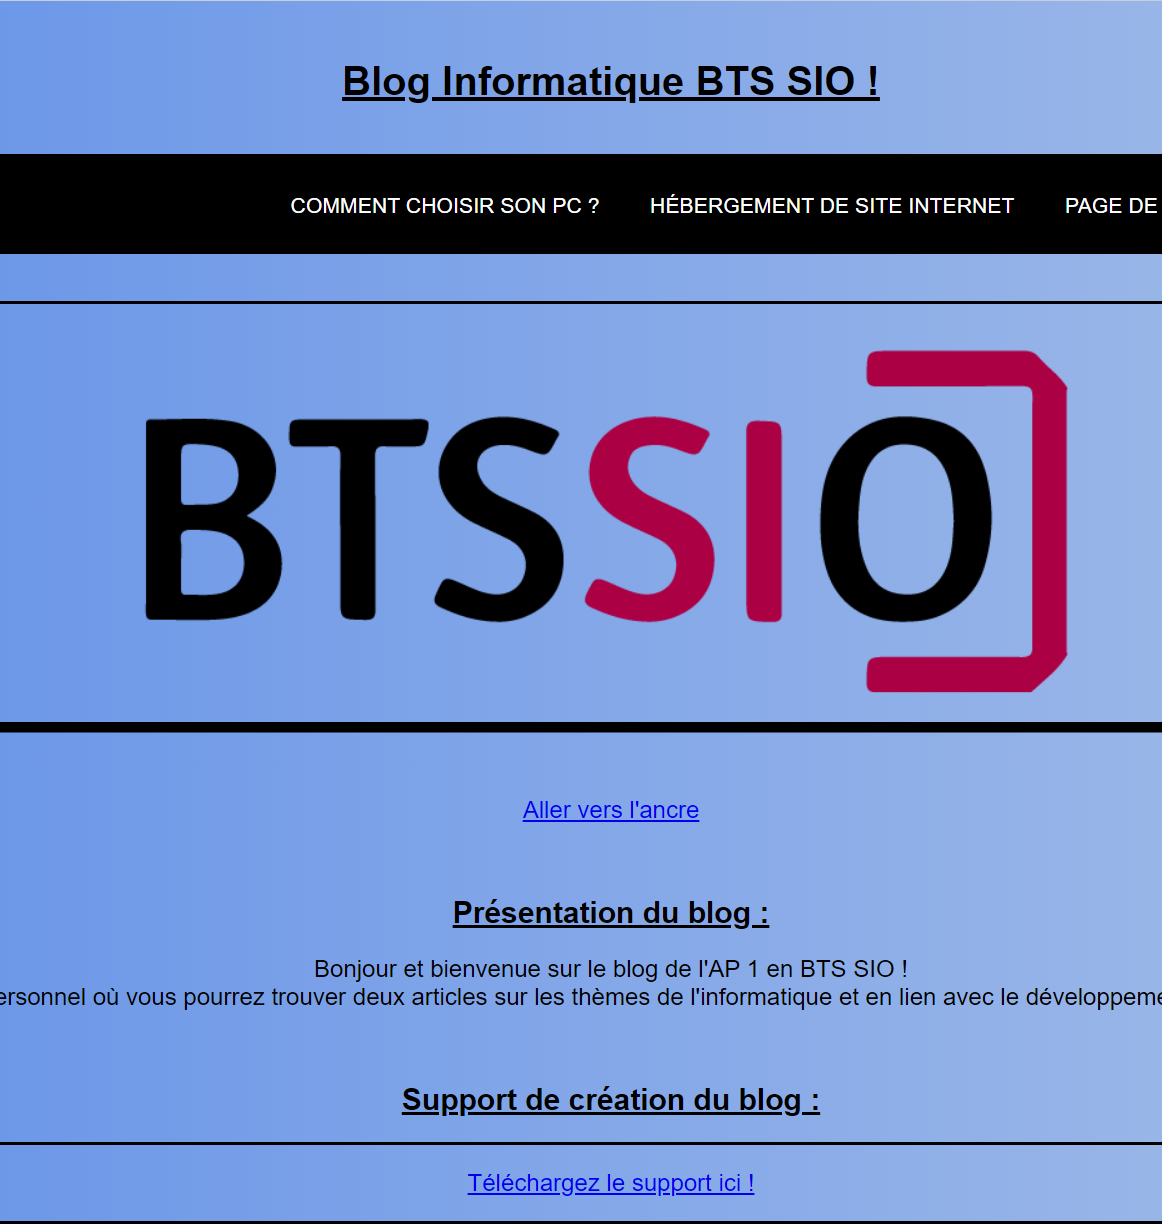 Blog Informatique BTS SIO !
COMMENT CHOISIR SON PC ? HÉBERGEMENT DE SITE INTERNET PAGE DE
BTSSIO
Aller vers l'ancre
Présentation du blog :
Bonjour et bienvenue sur le blog de l'AP 1 en BTS SIO !
où vous pourrez trouver deux articles sur les thèmes de l'informatique et en lien avec le
Support de création du blog :
Téléchargez le support ici !